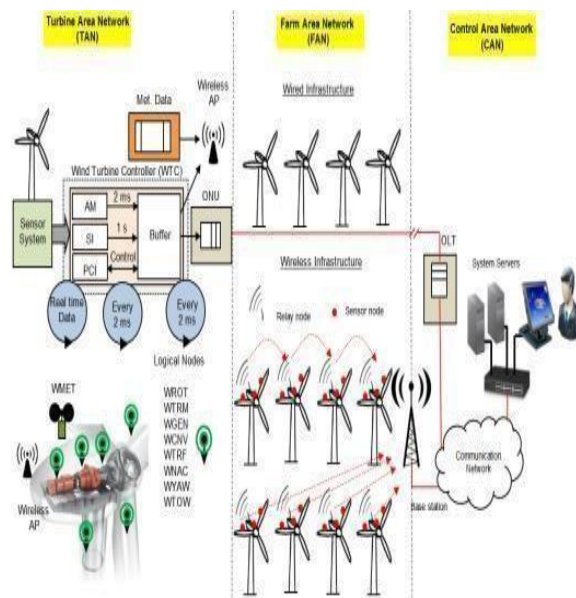 Turbine Area Network
(TAN)
Farm Area Network
(FAN)
Control Area Network
(CAN)
Wireless
AP
Met. Data
Wind Turbine Controller (WTC)
Sensor
System
AM
2 ms
SI
1 s
PCI
Control
Buffer
ONU
Real time
Data
Every
2 ms
Every
2 ms
Logical Nodes
WMET
Wireless
AP
WROT
WTRM
WGEN
WCNV
WTRF
WNAC
WYAW
WTOW
Wired Infrastructure
Wireless Infrastructure
Relay node
Sensor node
Base station
OLT
System Servers
Communication
Network